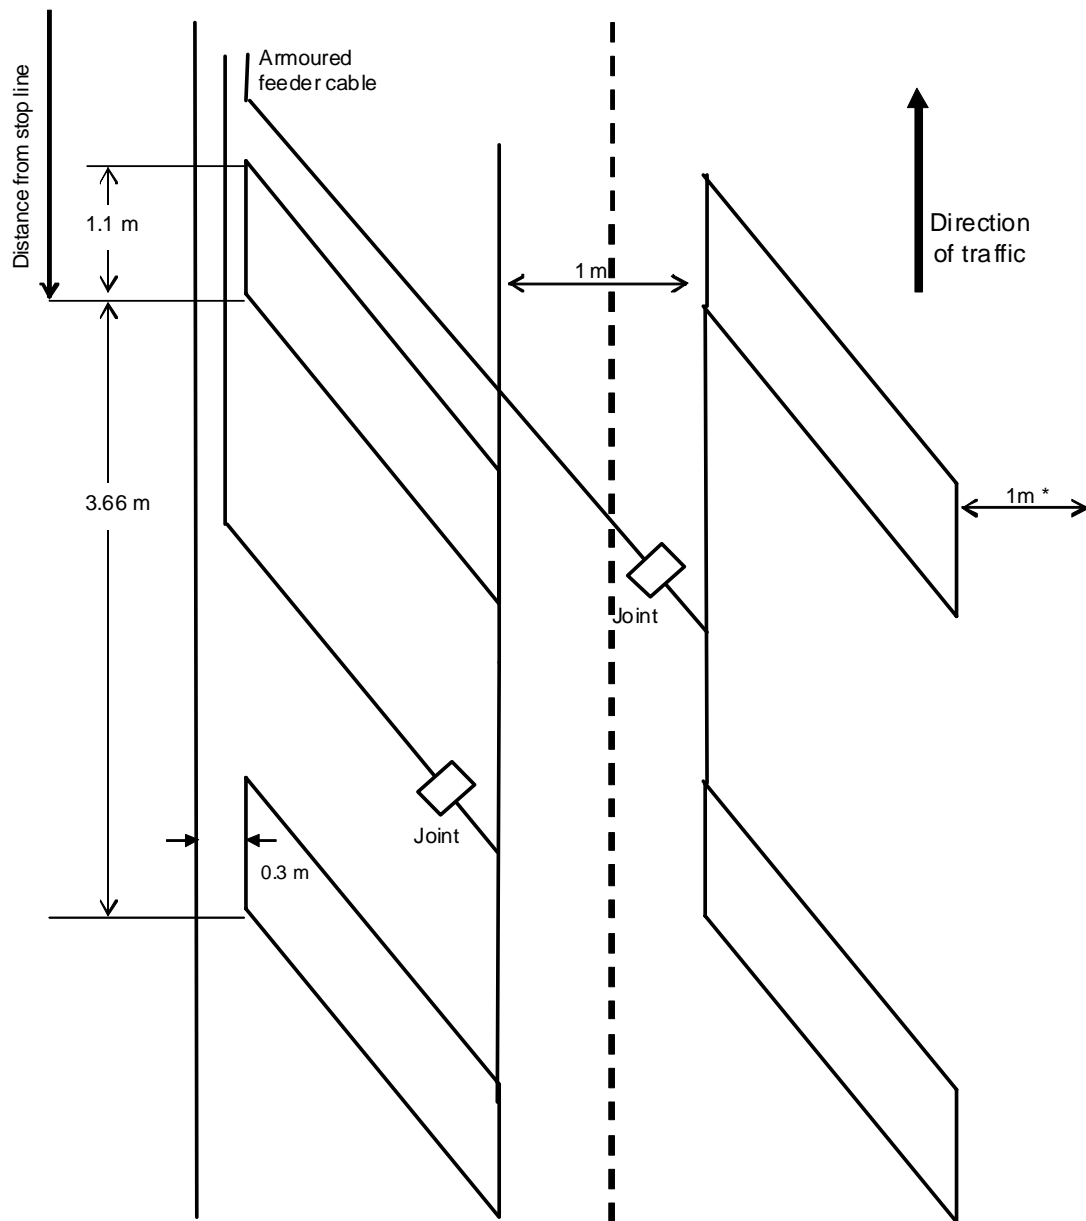 Armoured
feeder cable
Distance from stop line
1.1 m
Direction
of traffic
1 m
3.66 m
1m *
Joint
Joint
0.3 m